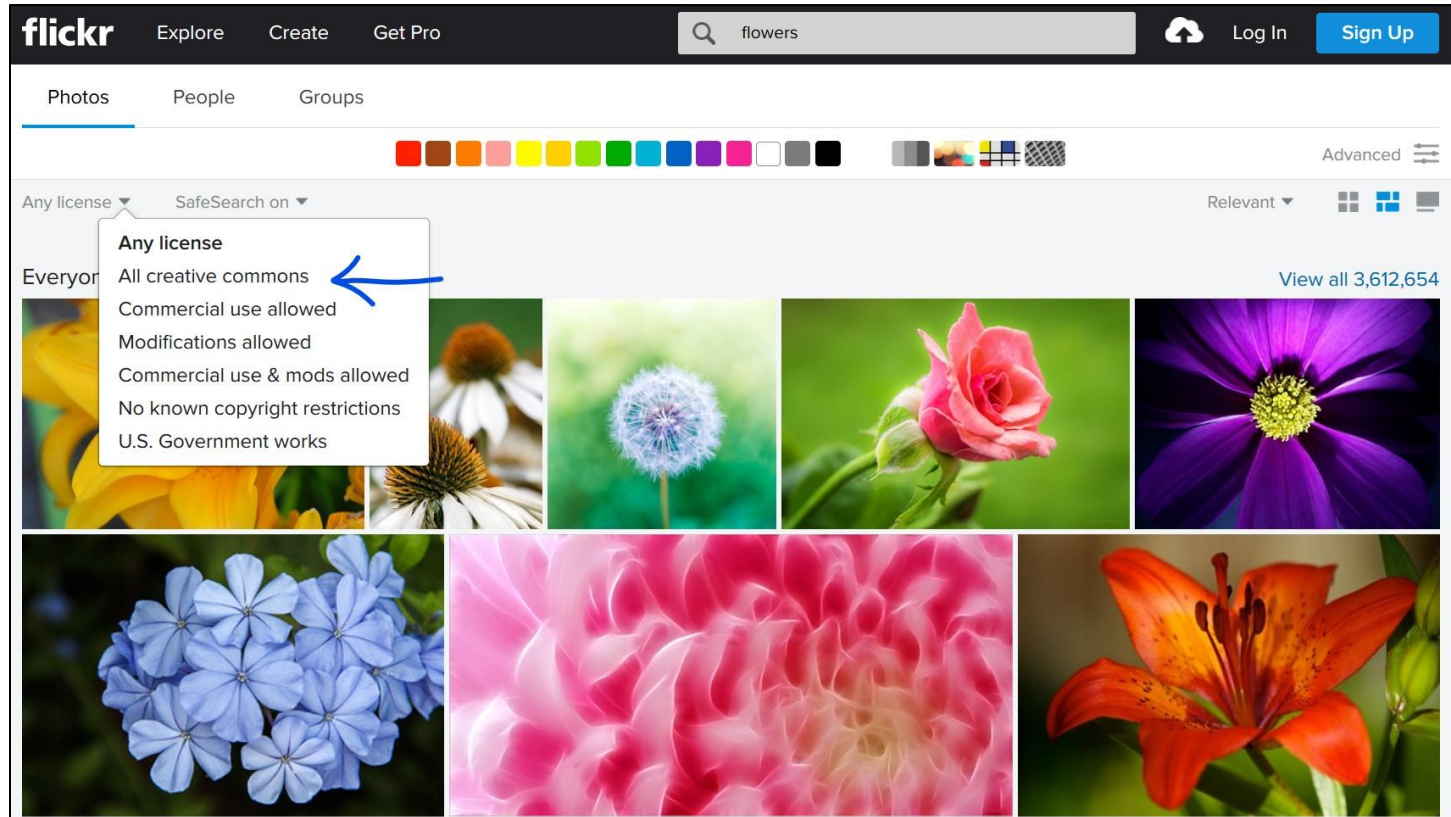 flickr Explore Create Get Pro flowers Log In Sign Up
Photos People Groups
Advanced
Any license SafeSearch on Relevant
Any license
All creative commons
Commercial use allowed
Modifications allowed
Commercial use & mods allowed
No known copyright restrictions
U.S. Government works
Everyon
View all 3,612,654